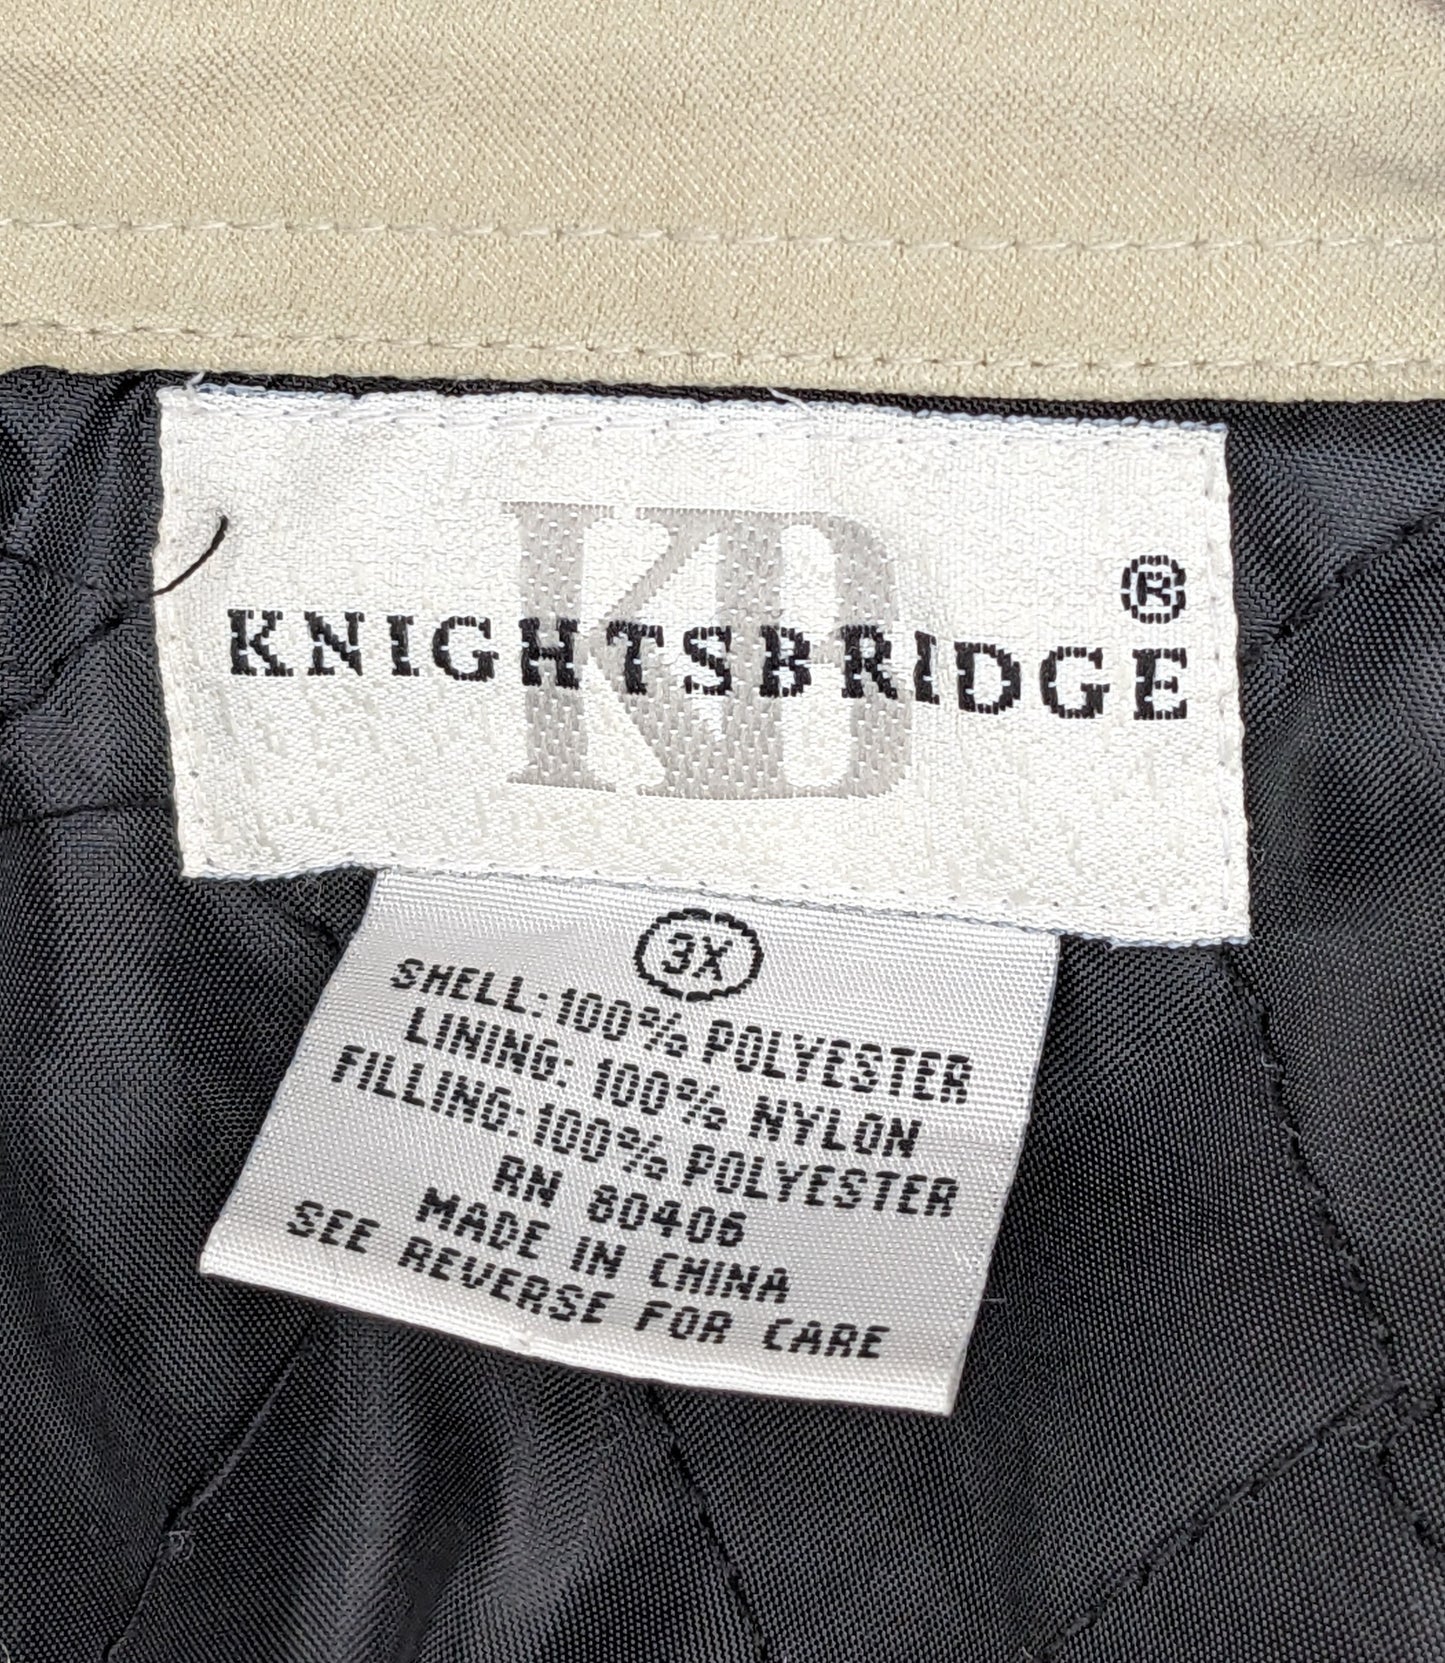 KB
KNIGHTSBRIDGE ®
3X
SHELL: 100% POLYESTER
LINING: 100% NYLON
FILLING: 100% POLYESTER
RN 80406
MADE IN CHINA
SEE REVERSE FOR CARE